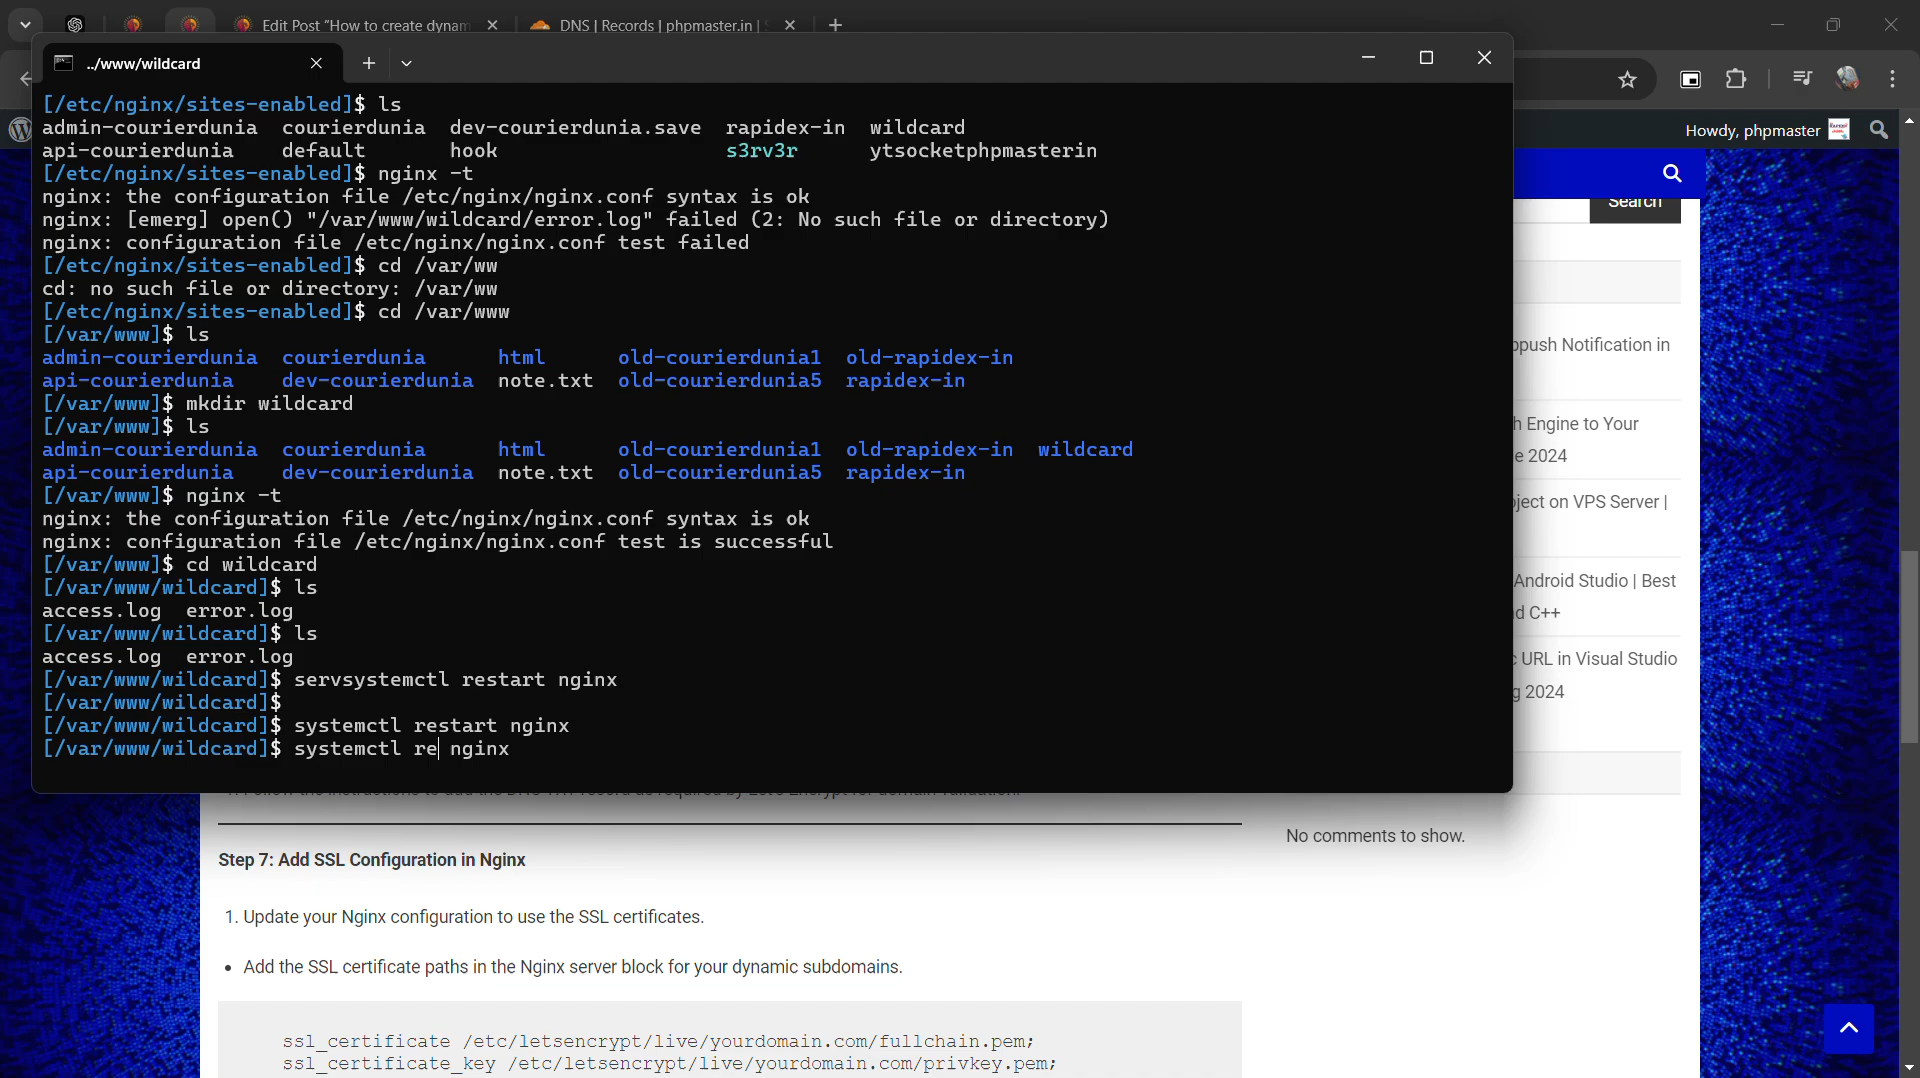 Edit Post "How to create dynam
DNS | Records | phpmaster.in |
../www/wildcard
Howdy, phpmaster
[/etc/nginx/sites-enabled]$ ls
admin-courierdunia  courierdunia  dev-courierdunia.save  rapidex-in  wildcard
api-courierdunia    default       hook                   s3rv3r      ytsocketphpmasterin
[/etc/nginx/sites-enabled]$ nginx -t
nginx: the configuration file /etc/nginx/nginx.conf syntax is ok
nginx: [emerg] open() "/var/www/wildcard/error.log" failed (2: No such file or directory)
nginx: configuration file /etc/nginx/nginx.conf test failed
[/etc/nginx/sites-enabled]$ cd /var/ww
cd: no such file or directory: /var/ww
[/etc/nginx/sites-enabled]$ cd /var/www
[/var/www]$ ls
admin-courierdunia  courierdunia      html      old-courierdunia1  old-rapidex-in
api-courierdunia    dev-courierdunia  note.txt  old-courierdunia5  rapidex-in
[/var/www]$ mkdir wildcard
[/var/www]$ ls
admin-courierdunia  courierdunia      html      old-courierdunia1  old-rapidex-in  wildcard
api-courierdunia    dev-courierdunia  note.txt  old-courierdunia5  rapidex-in
[/var/www]$ nginx -t
nginx: the configuration file /etc/nginx/nginx.conf syntax is ok
nginx: configuration file /etc/nginx/nginx.conf test is successful
[/var/www]$ cd wildcard
[/var/www/wildcard]$ ls
access.log  error.log
[/var/www/wildcard]$ ls
access.log  error.log
[/var/www/wildcard]$ servsystemctl restart nginx
[/var/www/wildcard]$
[/var/www/wildcard]$ systemctl restart nginx
[/var/www/wildcard]$ systemctl re nginx
Search
ppush Notification in
h Engine to Your
e 2024
ject on VPS Server |
Android Studio | Best
d C++
URL in Visual Studio
g 2024
No comments to show.
Step 7: Add SSL Configuration in Nginx
1. Update your Nginx configuration to use the SSL certificates.
• Add the SSL certificate paths in the Nginx server block for your dynamic subdomains.
ssl_certificate /etc/letsencrypt/live/yourdomain.com/fullchain.pem;
ssl_certificate_key /etc/letsencrypt/live/yourdomain.com/privkey.pem;